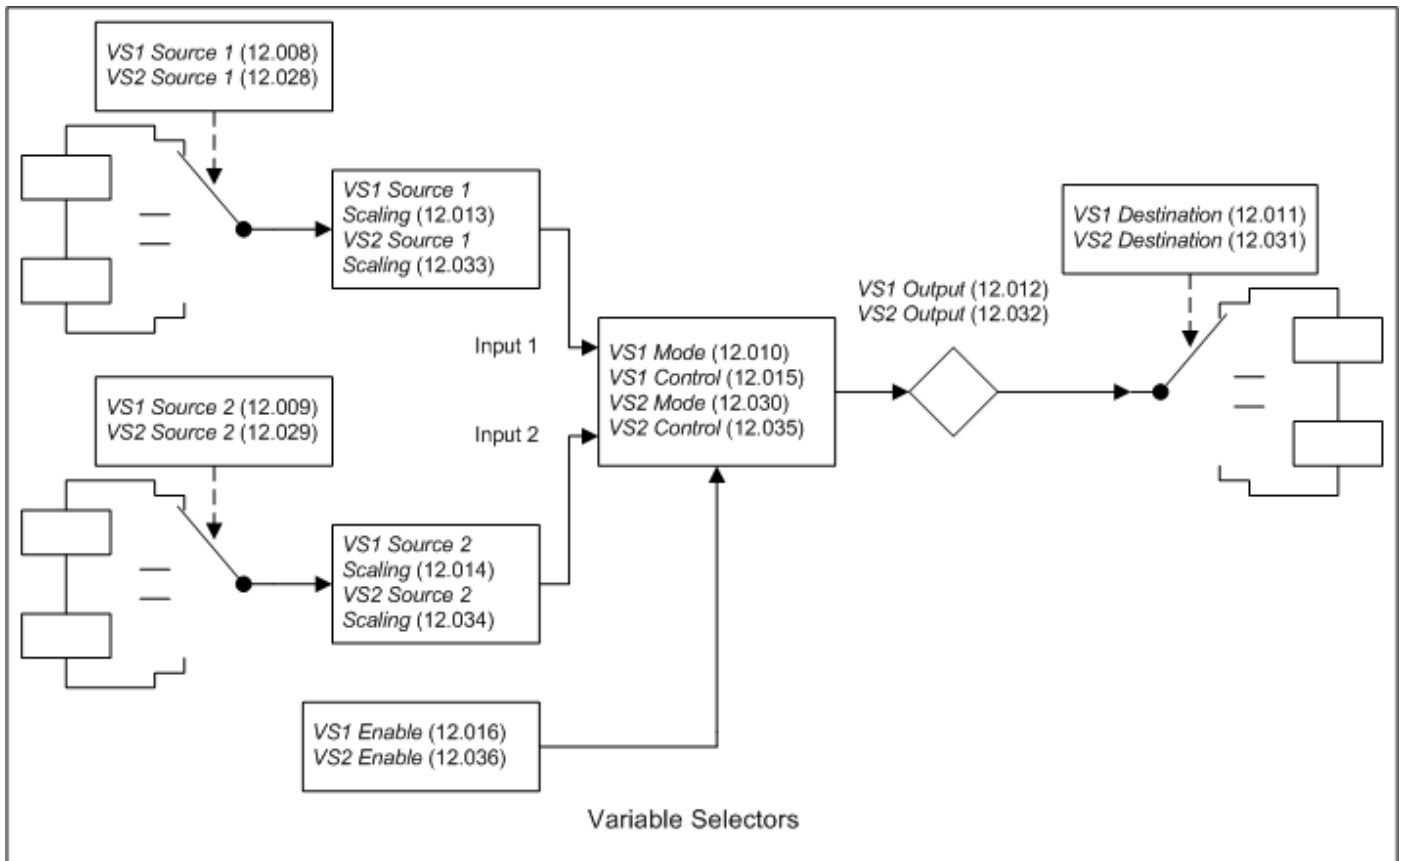 VS1 Source 1 (12.008)
VS2 Source 1 (12.028)
VS1 Source 1
Scaling (12.013)
VS2 Source 1
Scaling (12.033)
VS1 Destination (12.011)
VS2 Destination (12.031)
VS1 Output (12.012)
VS2 Output (12.032)
Input 1
VS1 Mode (12.010)
VS1 Control (12.015)
VS2 Mode (12.030)
VS2 Control (12.035)
VS1 Source 2 (12.009)
VS2 Source 2 (12.029)
Input 2
VS1 Source 2
Scaling (12.014)
VS2 Source 2
Scaling (12.034)
VS1 Enable (12.016)
VS2 Enable (12.036)
Variable Selectors